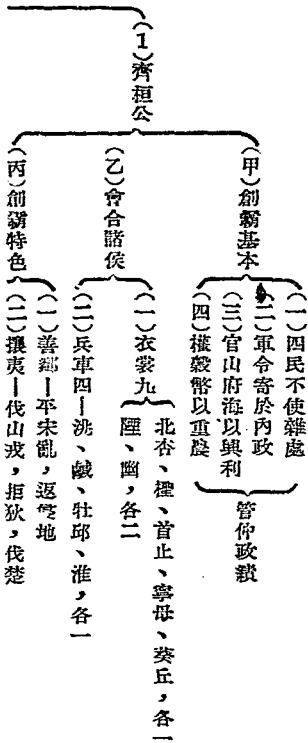 (1)齊桓公
(甲)創霸基本
(一)四民不使雜處
(二)軍令寄於內政
(三)官山府海以興利
(四)權穀幣以重農
管仲政績
(乙)會合諸侯
(一)衣裳九
北杏、檉、首止、寧母、葵丘,各一
、幽,各二
(二)兵軍四—洮、鹹、牡邱、淮,各一
(丙)創霸特色
(一)善鄰—平宋亂,返魯地
(二)攘夷—伐山戎,拒狄,伐楚